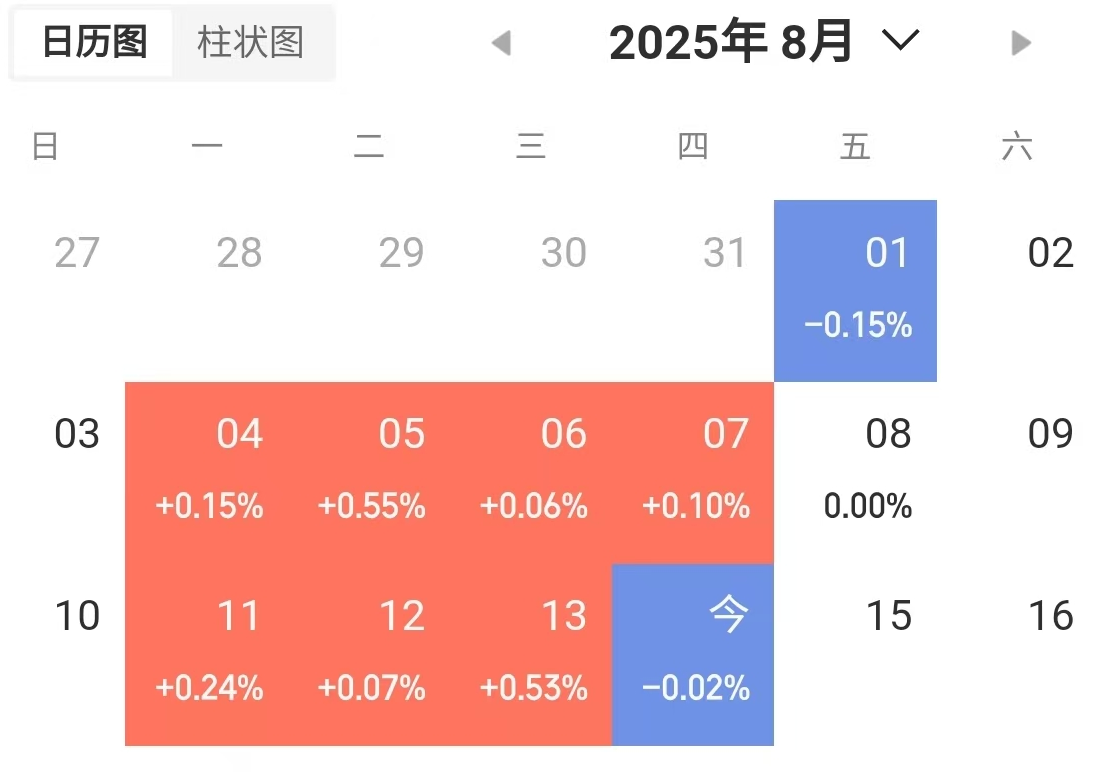 日历图 柱状图 2025年 8月
日 一 二 三 四 五 六
27 28 29 30 31 01 02
-0.15%
03 04 05 06 07 08 09
+0.15% +0.55% +0.06% +0.10% 0.00%
10 11 12 13 今 15 16
+0.24% +0.07% +0.53% -0.02%